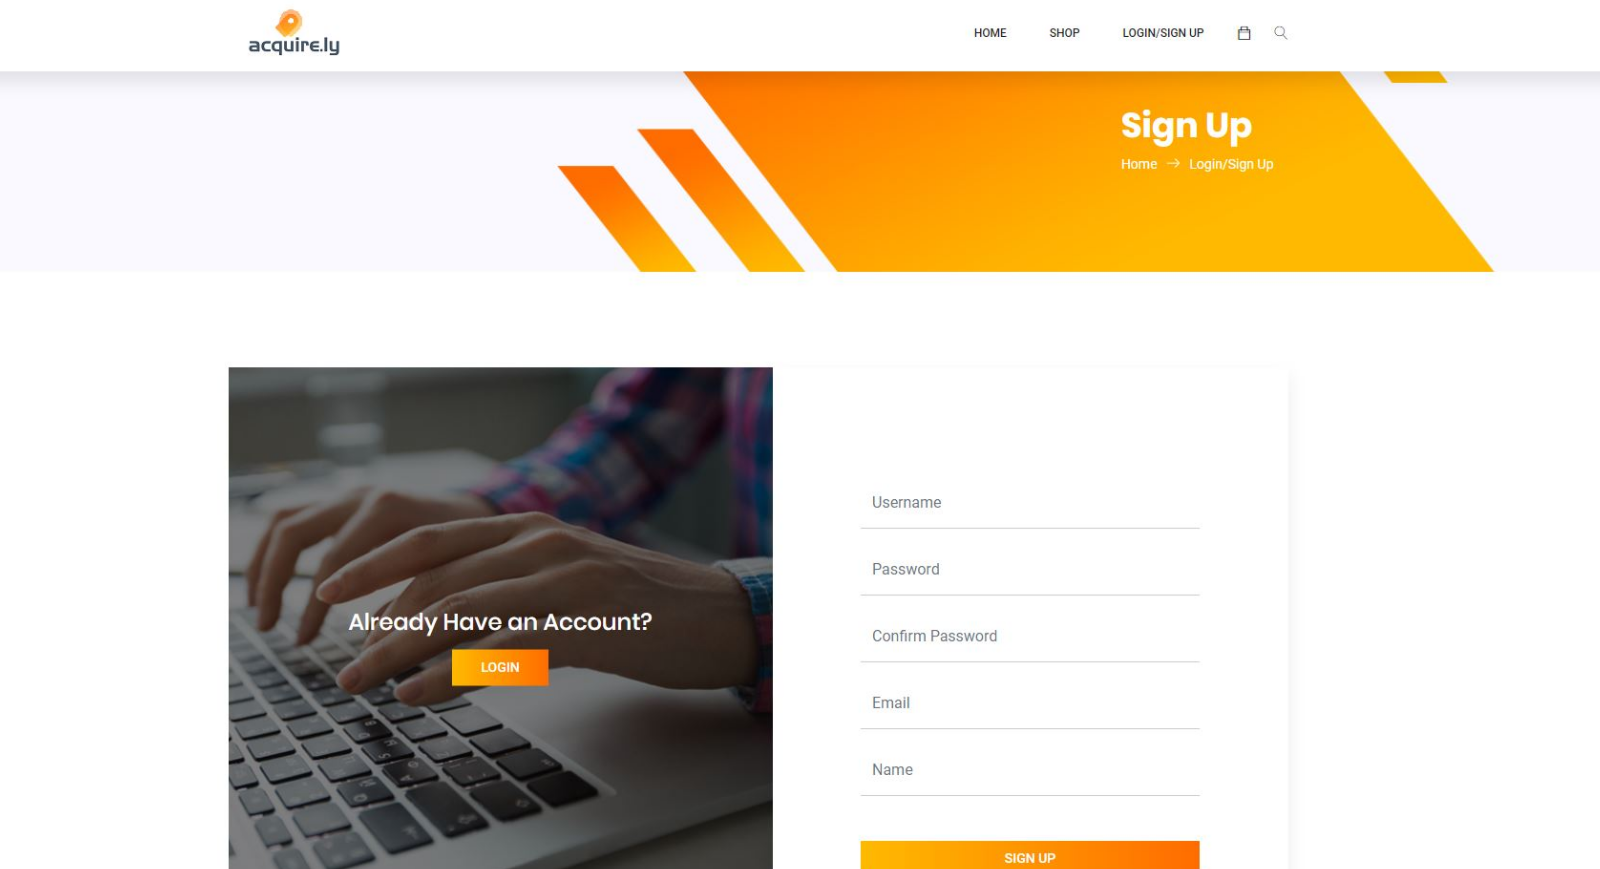 acquire.ly
HOME SHOP LOGIN/SIGN UP
Sign Up
Home → Login/Sign Up
Already Have an Account?
LOGIN
Username
Password
Confirm Password
Email
Name
SIGN UP